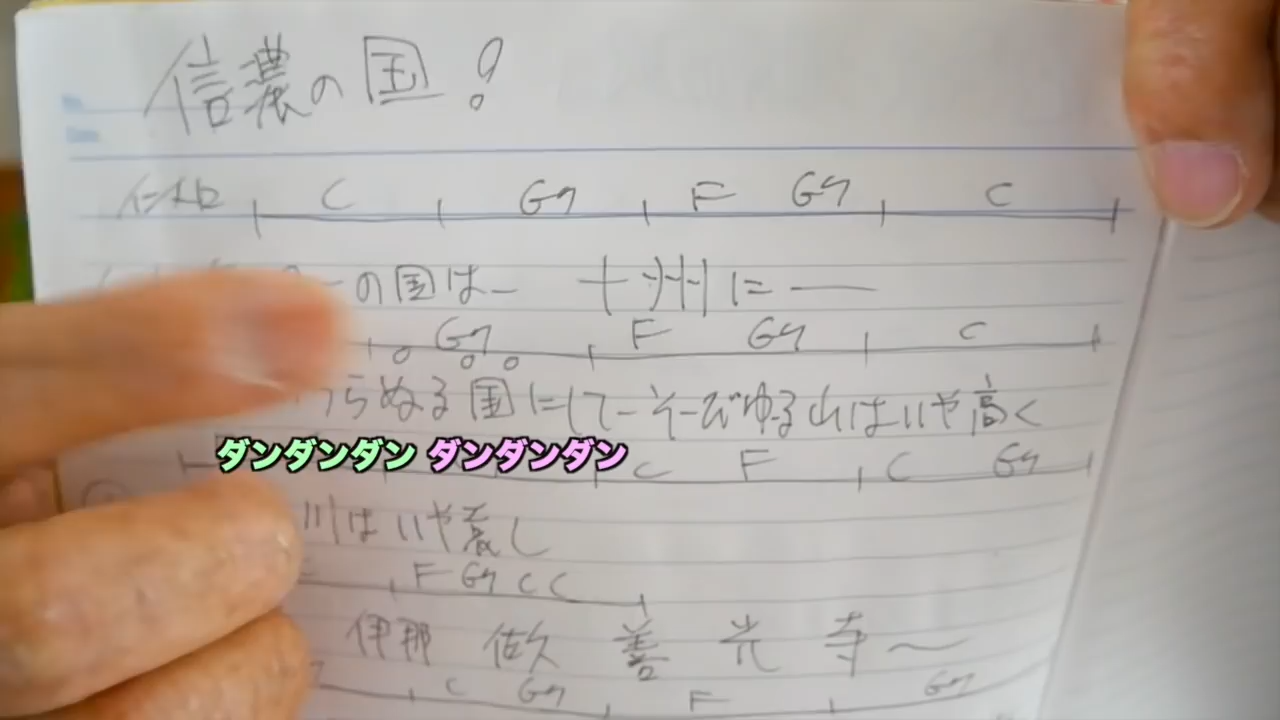 信濃の国!
イントロ C G7 F G7 C
の国は 十州に
G7 F G7 C
らぬる国にしてーそーびゆる山はいや高く
ダンダンダン ダンダンダン
C F C G7
川はいや
し
F G7 C C
伊那 佐久 善光寺〜
C G7 F G7